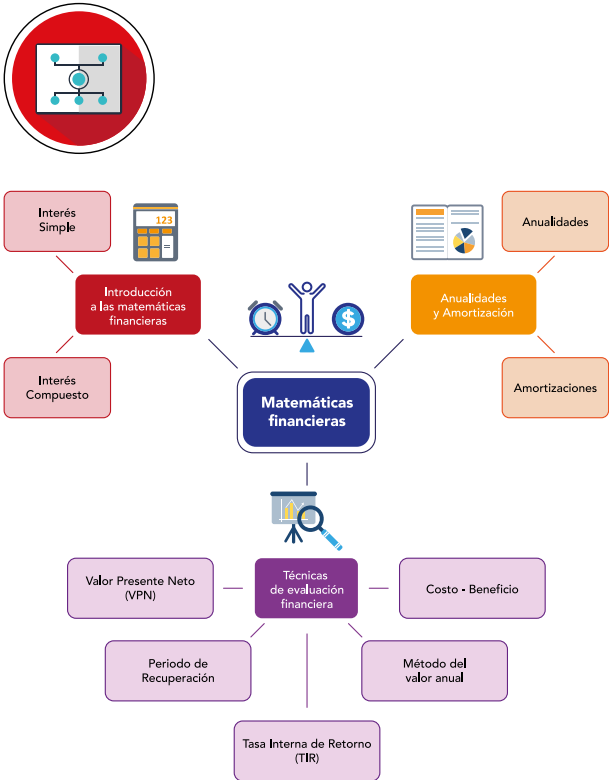 Interés
Simple
123
=
Anualidades
Introducción
a las matemáticas
financieras
Anualidades
y Amortización
$
Interés
Compuesto
Matemáticas
financieras
Amortizaciones
Valor Presente Neto
(VPN)
Técnicas
de evaluación
financiera
Costo - Beneficio
Periodo de
Recuperación
Método del
valor anual
Tasa Interna de Retorno
(TIR)